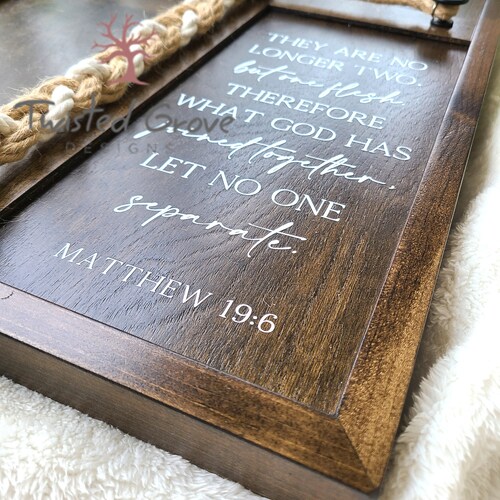 THEY ARE NO
LONGER TWO,
but one flesh.
THEREFORE
WHAT GOD HAS
joined together,
LET NO ONE
separate.
MATTHEW 19:6
Twisted Grove
DESIGNS